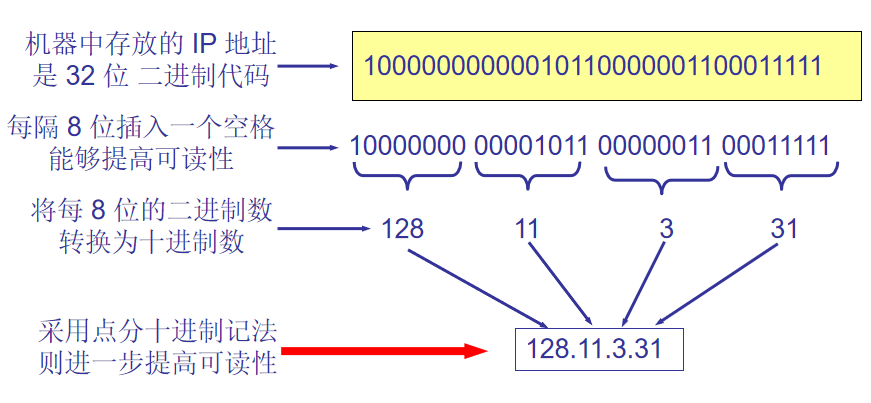 机器中存放的 IP 地址
是 32 位 二进制代码
10000000000010110000001100011111
每隔 8 位插入一个空格
能够提高可读性
10000000 00001011 00000011 00011111
将每 8 位的二进制数
转换为十进制数
128 11 3 31
采用点分十进制记法
则进一步提高可读性
128.11.3.31